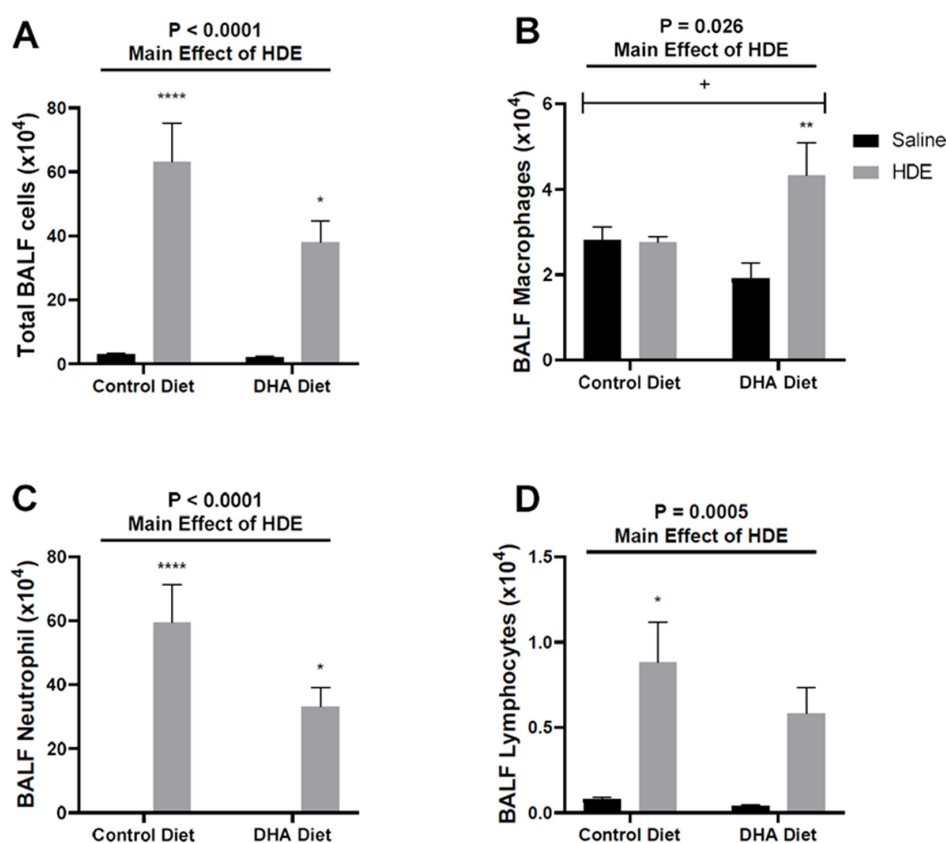 A
P < 0.0001
Main Effect of HDE
****
*
80
60
40
20
0
Total BALF cells (x10⁴)
Control Diet
DHA Diet
B
P = 0.026
Main Effect of HDE
+
**
6
4
2
0
BALF Macrophages (x10⁴)
Control Diet
DHA Diet
Saline
HDE
C
P < 0.0001
Main Effect of HDE
****
*
80
60
40
20
0
BALF Neutrophil (x10⁴)
Control Diet
DHA Diet
D
P = 0.0005
Main Effect of HDE
*
1.5
1.0
0.5
0.0
BALF Lymphocytes (x10⁴)
Control Diet
DHA Diet